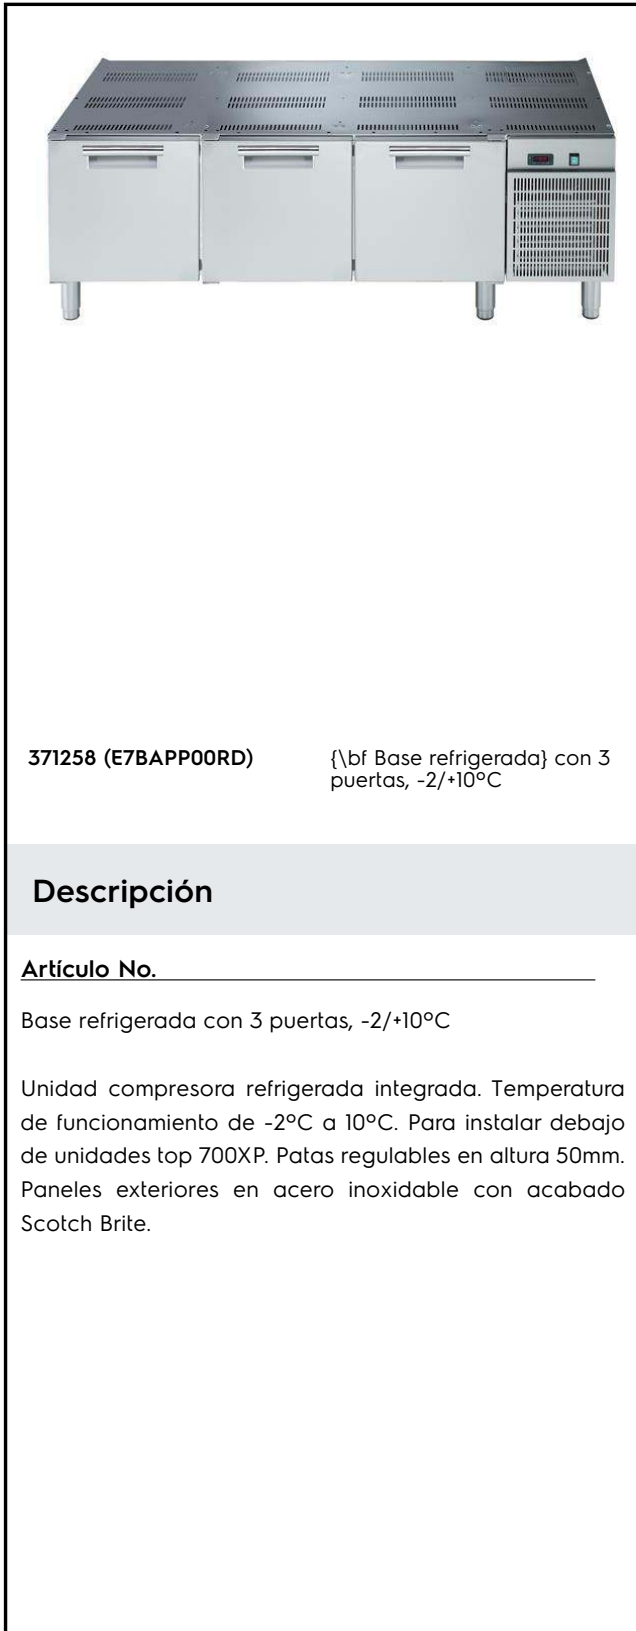 371258 (E7BAPP00RD)
{\bf Base refrigerada} con 3
puertas, -2/+10°C
Descripción
Artículo No.
Base refrigerada con 3 puertas, -2/+10°C
Unidad compresora refrigerada integrada. Temperatura
de funcionamiento de -2°C a 10°C. Para instalar debajo
de unidades top 700XP. Patas regulables en altura 50mm.
Paneles exteriores en acero inoxidable con acabado
Scotch Brite.